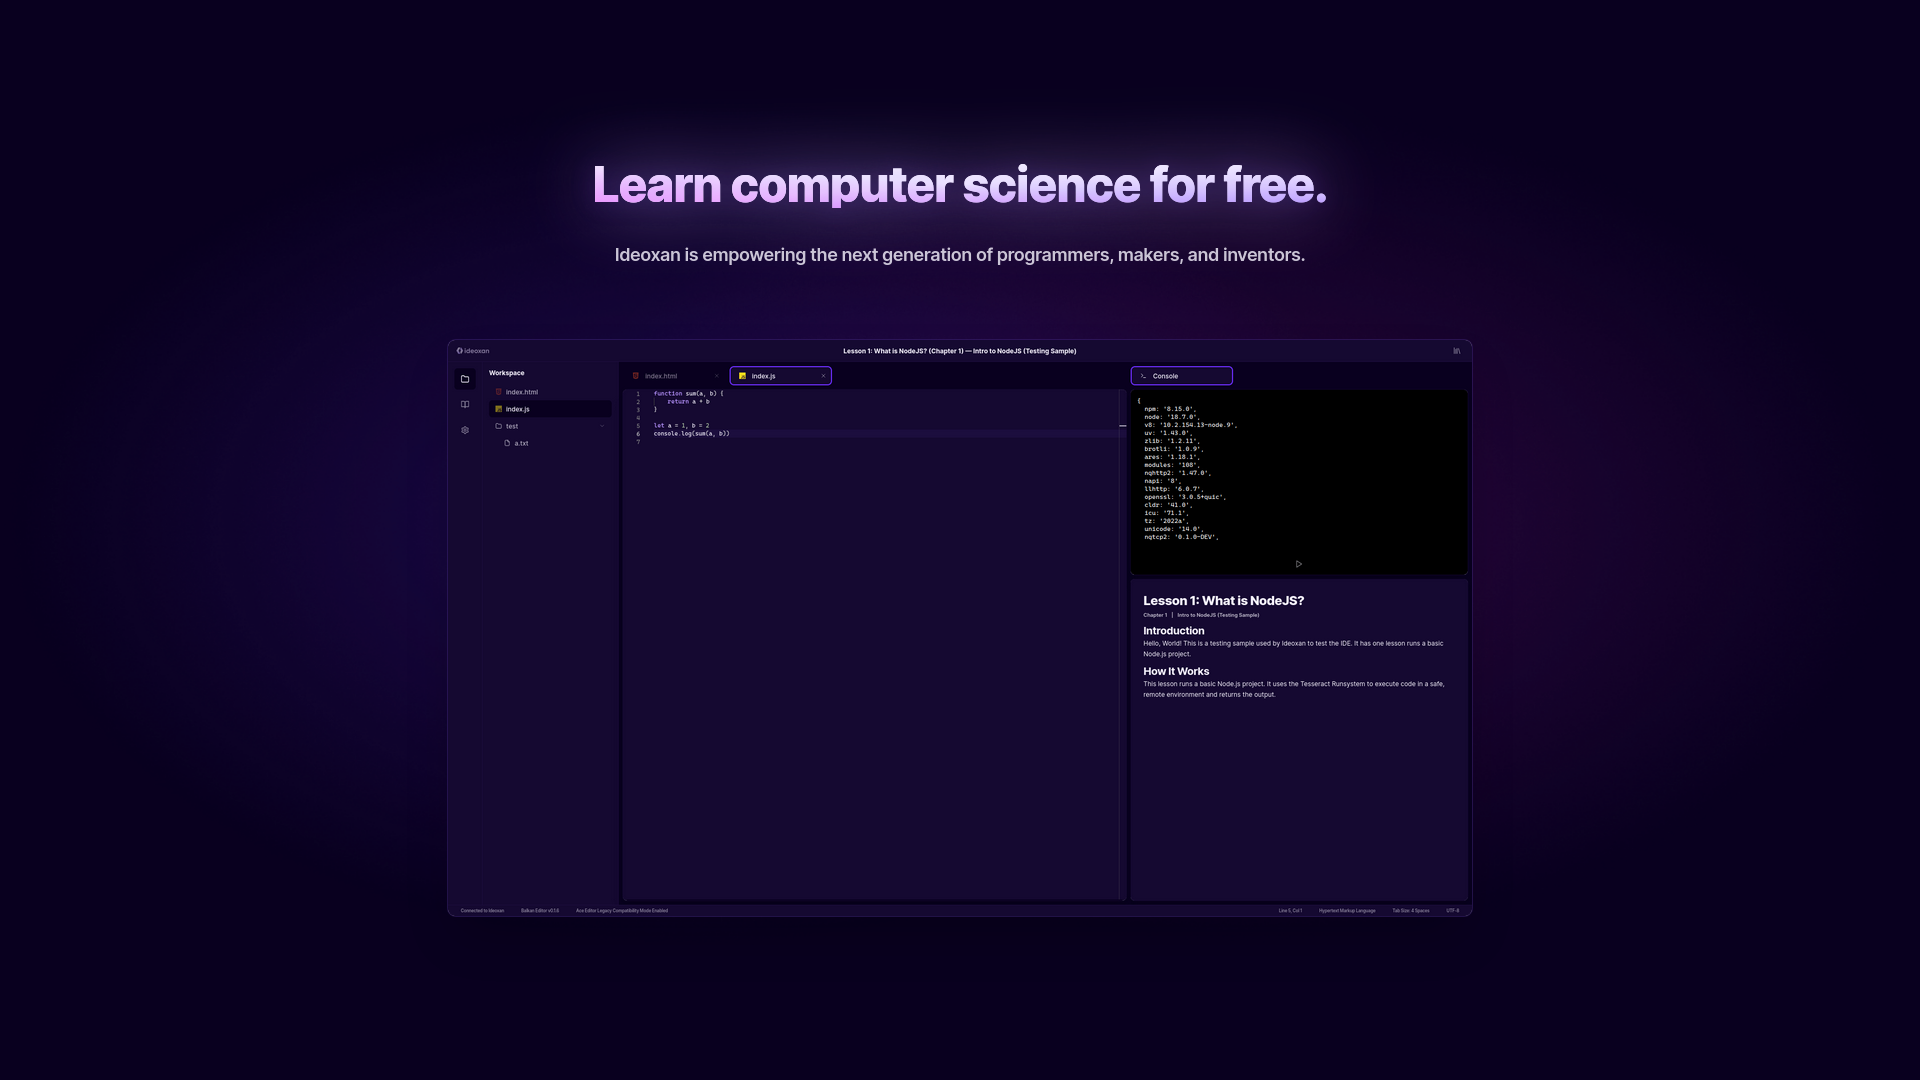 Learn computer science for free.
Ideoxan is empowering the next generation of programmers, makers, and inventors.
ideoxan
Lesson 1: What is NodeJS? (Chapter 1) — Intro to NodeJS (Testing Sample)
Workspace
index.html
index.js
test
a.txt
index.html
index.js
1 function sum(a, b) {
2 return a + b
3 }
4
5 let a = 1, b = 2
6 console.log(sum(a, b))
7
Console
{
npm: '8.15.0',
node: '18.7.0',
v8: '10.2.154.13-node.9',
uv: '1.43.0',
zlib: '1.2.11',
brotli: '1.0.9',
ares: '1.18.1',
modules: '108',
nghttp2: '1.47.0',
napi: '8',
llhttp: '6.0.7',
openssl: '3.0.5+quic',
cldr: '41.0',
icu: '71.1',
tz: '2022a',
unicode: '14.0',
ngtcp2: '0.1.0-DEV',
Lesson 1: What is NodeJS?
Chapter 1 | Intro to NodeJS (Testing Sample)
Introduction
Hello, World! This is a testing sample used by Ideoxan to test the IDE. It has one lesson runs a basic
Node.js project.
How It Works
This lesson runs a basic Node.js project. It uses the Tesseract Runsystem to execute code in a safe,
remote environment and returns the output.
Connected to Ideoxan
Balkan Editor v0.1.6
Ace Editor Legacy Compatibility Mode Enabled
Line 5, Col 1
Hypertext Markup Language
Tab Size: 4 Spaces
UTF-8